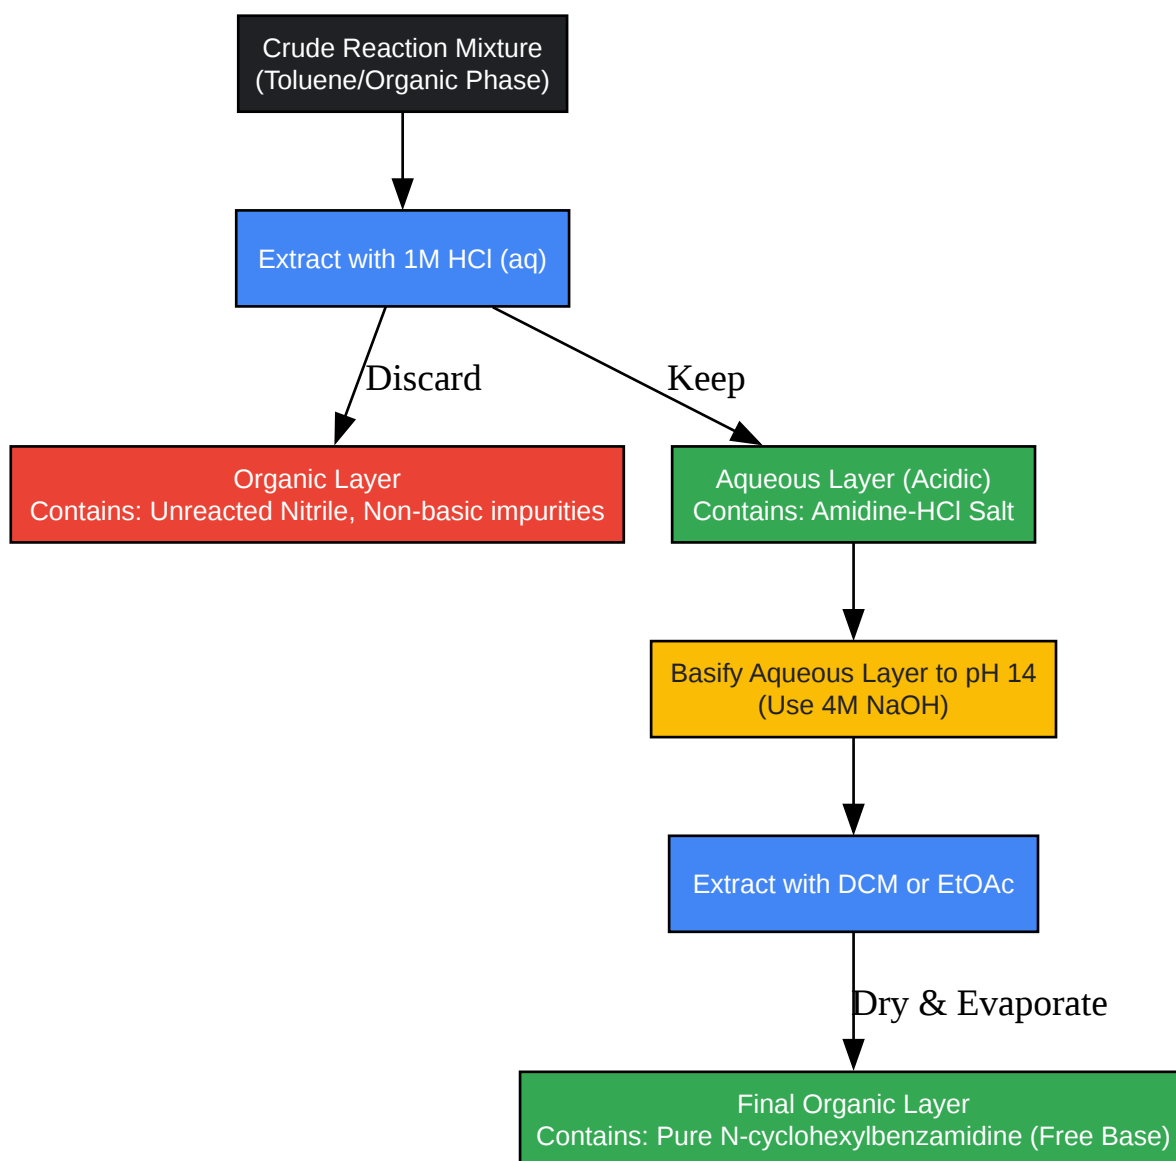 Crude Reaction Mixture
(Toluene/Organic Phase)
Extract with 1M HCl (aq)
Discard
Keep
Organic Layer
Contains: Unreacted Nitrile, Non-basic impurities
Aqueous Layer (Acidic)
Contains: Amidine-HCl Salt
Basify Aqueous Layer to pH 14
(Use 4M NaOH)
Extract with DCM or EtOAc
Dry & Evaporate
Final Organic Layer
Contains: Pure N-cyclohexylbenzamidine (Free Base)